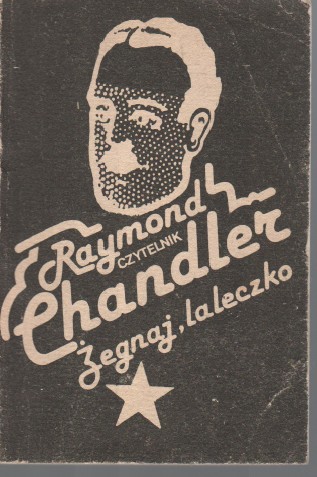 Raymond
CZYTELNIK
Chandler
Żegnaj, laleczko